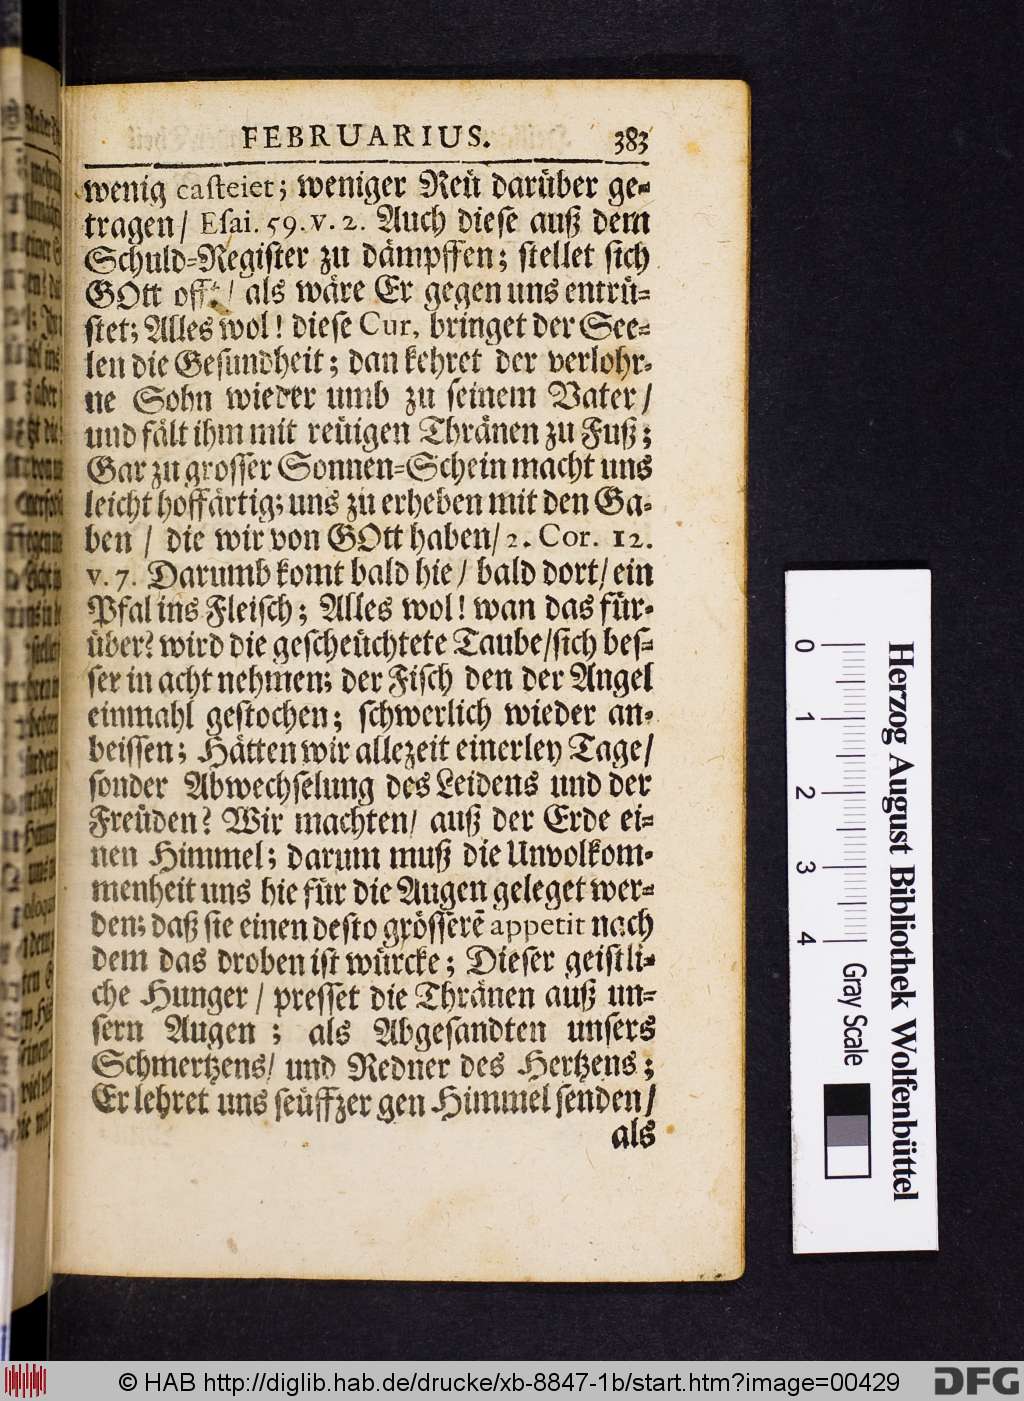 FEBRUARIUS. 383
wenig casteiet; weniger Reü darüber ge=
tragen/ Esai. 59. v. 2. Auch diese auß dem
Schuld=Register zu dämpffen; stellet sich
GOtt offt/ als wäre Er gegen uns entrü=
stet; Alles wol! diese Cur, bringet der See=
len die Gesundheit; dan kehret der verlohr=
ne Sohn wieder umb zu seinem Vater/
und fält ihm mit reüigen Thränen zu Fuß;
Gar zu grosser Sonnen=Schein macht uns
leicht hoffärtig; uns zu erheben mit den Ga=
ben / die wir von GOtt haben/ 2. Cor. 12.
v. 7. Darumb komt bald hie/ bald dort/ ein
Pfal ins Fleisch; Alles wol! wan das für=
über? wird die gescheüchtete Taube/sich bes=
ser in acht nehmen; der Fisch den der Angel
einmahl gestochen; schwerlich wieder an=
beissen; Hätten wir allezeit einerley Tage/
sonder Abwechselung des Leidens und der
Freüden? Wir machten/ auß der Erde ei=
nen Himmel; darum muß die Unvolkom=
menheit uns hie für die Augen geleget wer=
den; daß sie einen desto grösserē appetit nach
dem das droben ist würcke; Dieser geistli=
che Hunger / presset die Thränen auß un=
sern Augen ; als Abgesandten unsers
Schmertzens/ und Redner des Hertzens;
Er lehret uns seüffzer gen Himmel senden/
als
0 1 2 3 4
Gray Scale
Herzog August Bibliothek Wolfenbüttel
© HAB http://diglib.hab.de/drucke/xb-8847-1b/start.htm?image=00429
DFG